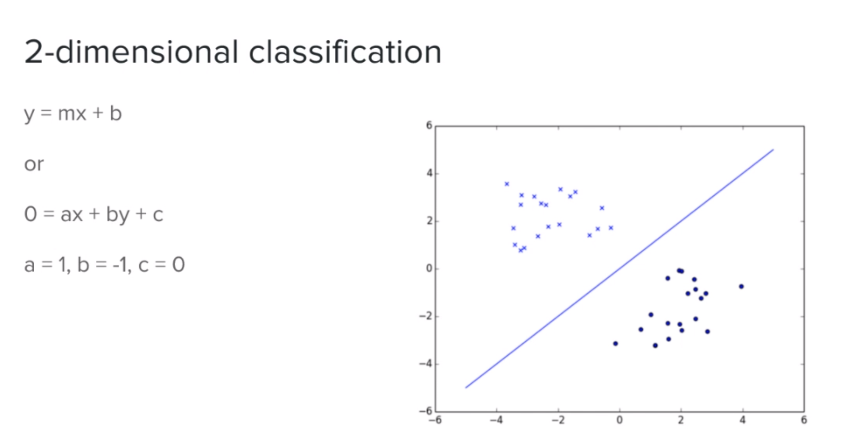 2-dimensional classification
y = mx + b
or
0 = ax + by + c
a = 1, b = -1, c = 0
6
4
2
0
−2
−4
−6
−6 −4 −2 0 2 4 6